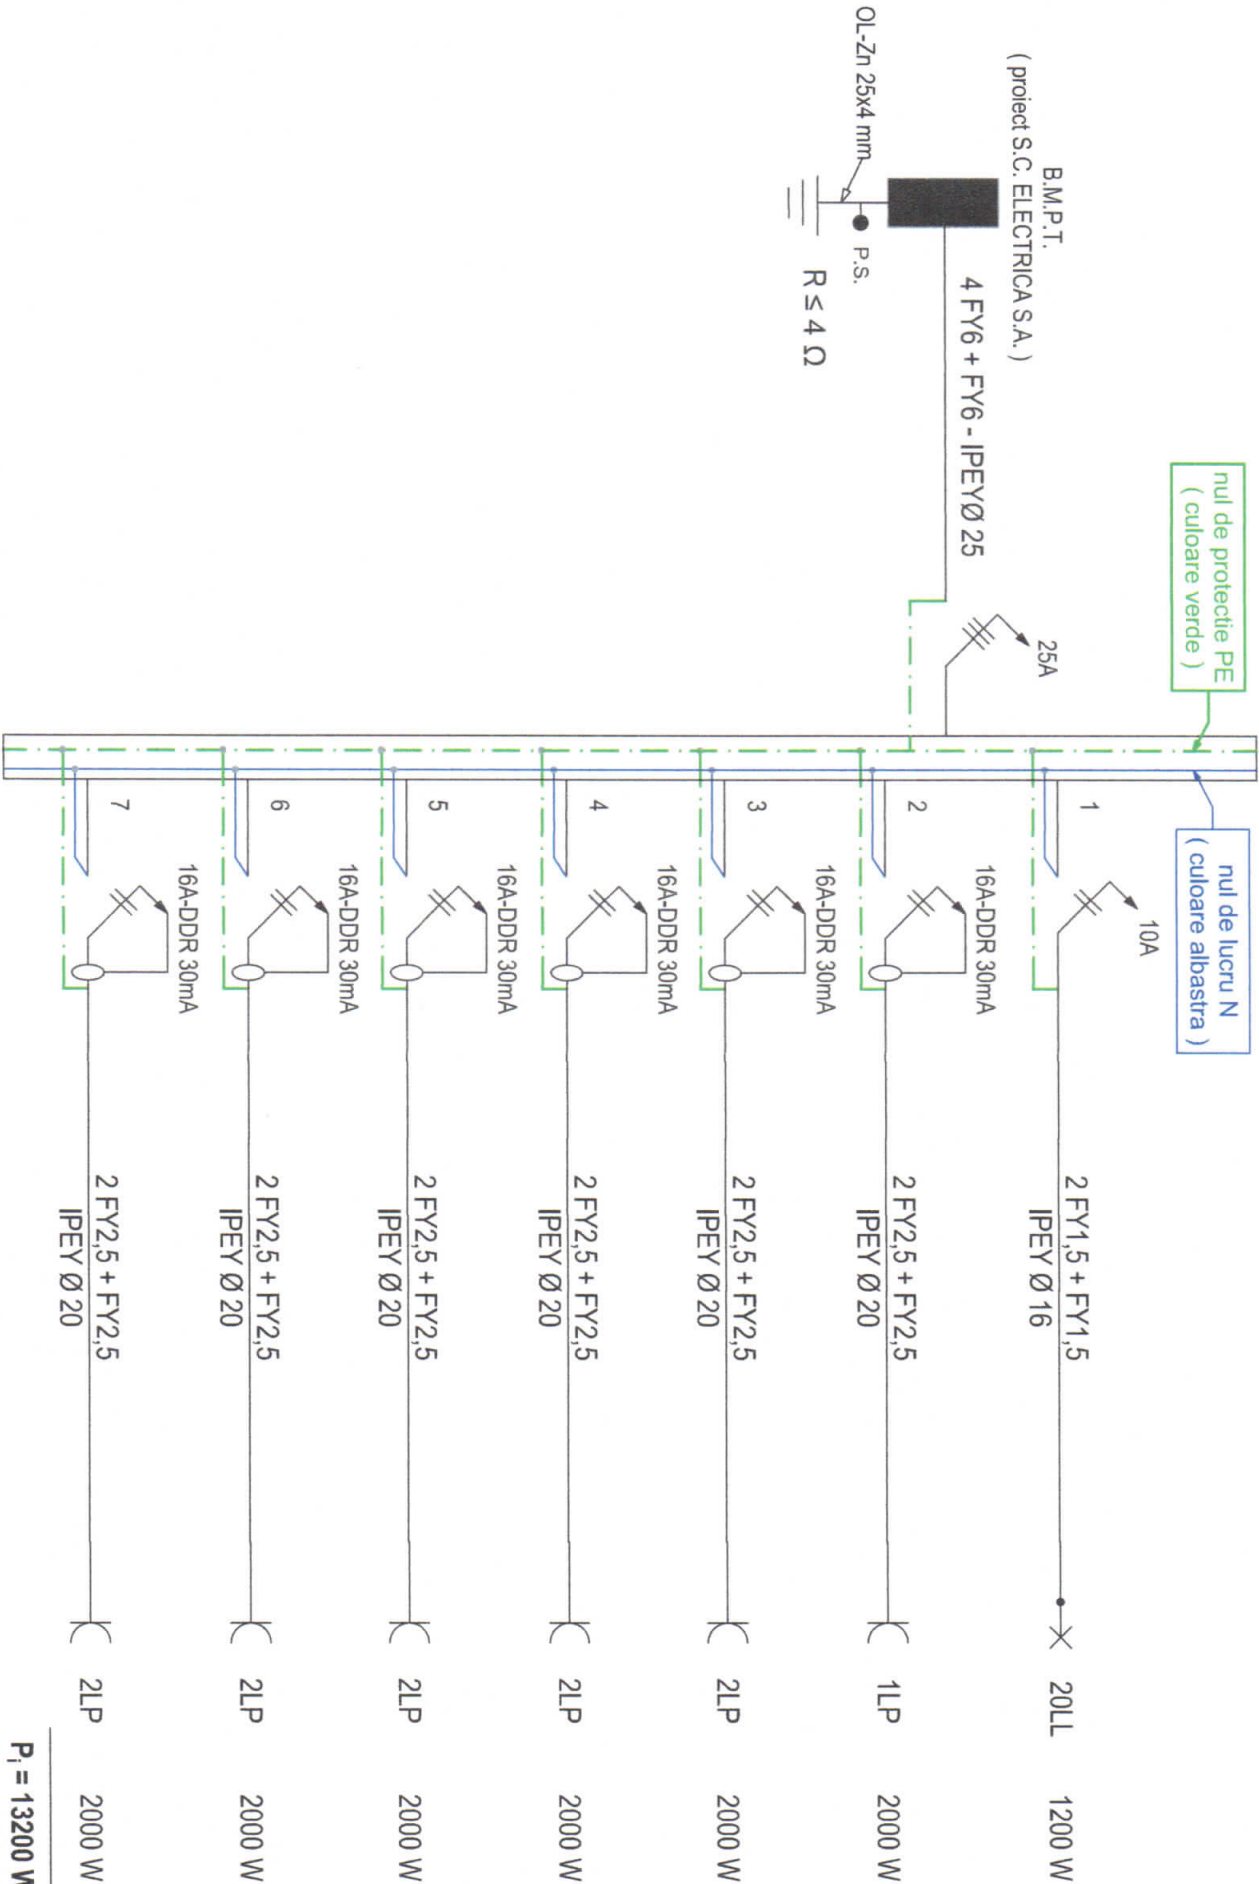 B.M.P.T.
( proiect S.C. ELECTRICA S.A. )
OL-Zn 25x4 mm
P.S.
R ≤ 4 Ω
4 FY6 + FY6 - IPEYØ 25
25A
nul de protectie PE
( culoare verde )
nul de lucru N
( culoare albastra )
1
10A
2 FY1,5 + FY1,5
IPEY Ø 16
20LL
1200 W
2
16A-DDR 30mA
2 FY2,5 + FY2,5
IPEY Ø 20
1LP
2000 W
3
16A-DDR 30mA
2 FY2,5 + FY2,5
IPEY Ø 20
2LP
2000 W
4
16A-DDR 30mA
2 FY2,5 + FY2,5
IPEY Ø 20
2LP
2000 W
5
16A-DDR 30mA
2 FY2,5 + FY2,5
IPEY Ø 20
2LP
2000 W
6
16A-DDR 30mA
2 FY2,5 + FY2,5
IPEY Ø 20
2LP
2000 W
7
16A-DDR 30mA
2 FY2,5 + FY2,5
IPEY Ø 20
2LP
2000 W
Pi = 13200 W